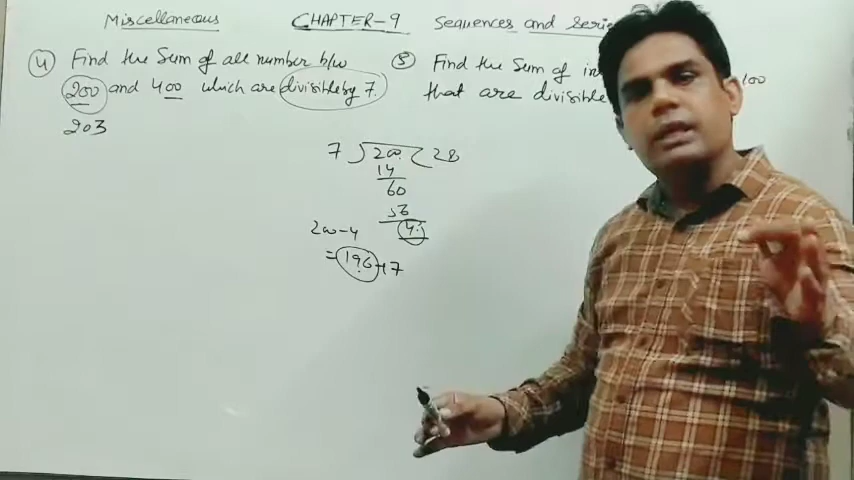 Miscellaneous CHAPTER-9 Sequences and serie
4 Find the Sum of all number b/w
200 and 400 which are divisible by 7.
203
5 Find the Sum of in
that are divisible
100
7 ) 200 ( 28
14
60
56
4
200-4
= 196+7